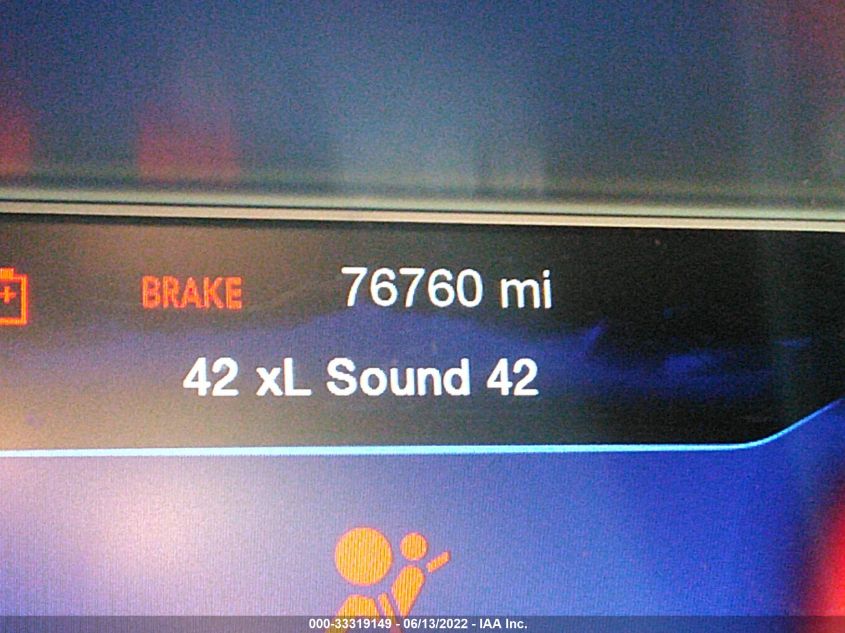 BRAKE 76760 mi
42 xL Sound 42
000-33319149 - 06/13/2022 - IAA Inc.